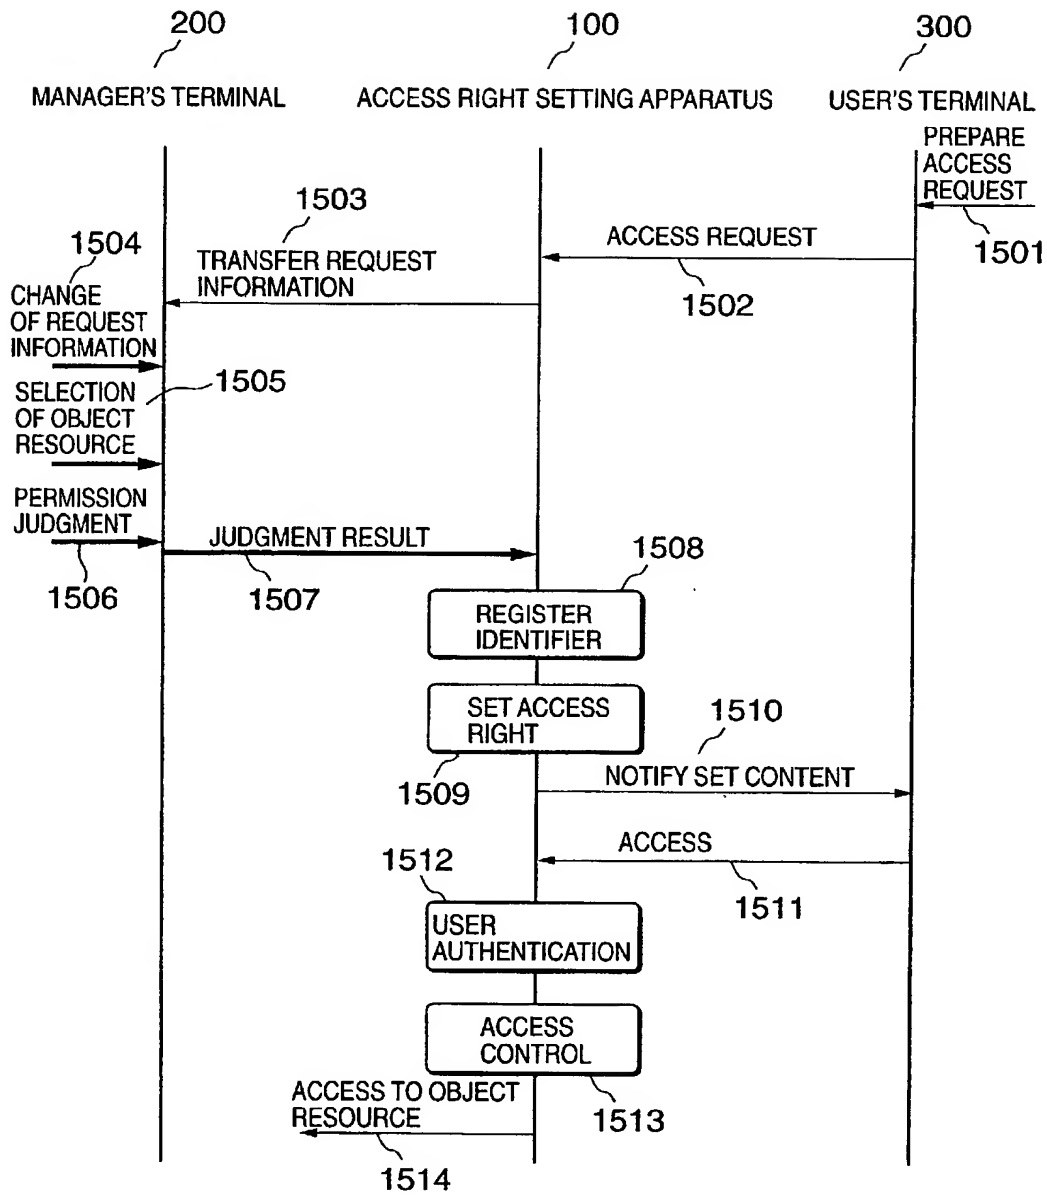 200
100
300
MANAGER'S TERMINAL
ACCESS RIGHT SETTING APPARATUS
USER'S TERMINAL
PREPARE
ACCESS
REQUEST
1501
ACCESS REQUEST
1502
1503
TRANSFER REQUEST
INFORMATION
1504
CHANGE
OF REQUEST
INFORMATION
1505
SELECTION
OF OBJECT
RESOURCE
PERMISSION
JUDGMENT
1506
JUDGMENT RESULT
1507
1508
REGISTER
IDENTIFIER
SET ACCESS
RIGHT
1509
1510
NOTIFY SET CONTENT
ACCESS
1511
1512
USER
AUTHENTICATION
ACCESS
CONTROL
1513
ACCESS TO OBJECT
RESOURCE
1514